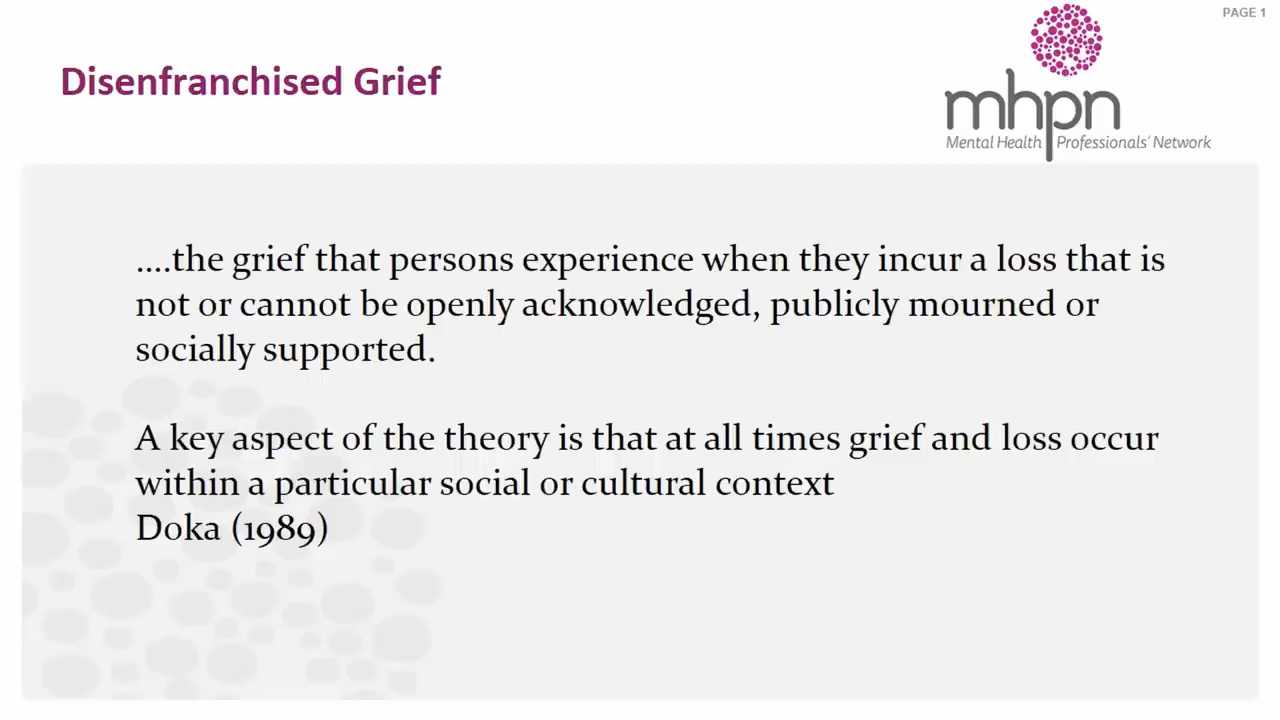 PAGE 1
Disenfranchised Grief
mhpn
Mental Health Professionals' Network
....the grief that persons experience when they incur a loss that is
not or cannot be openly acknowledged, publicly mourned or
socially supported.
A key aspect of the theory is that at all times grief and loss occur
within a particular social or cultural context
Doka (1989)